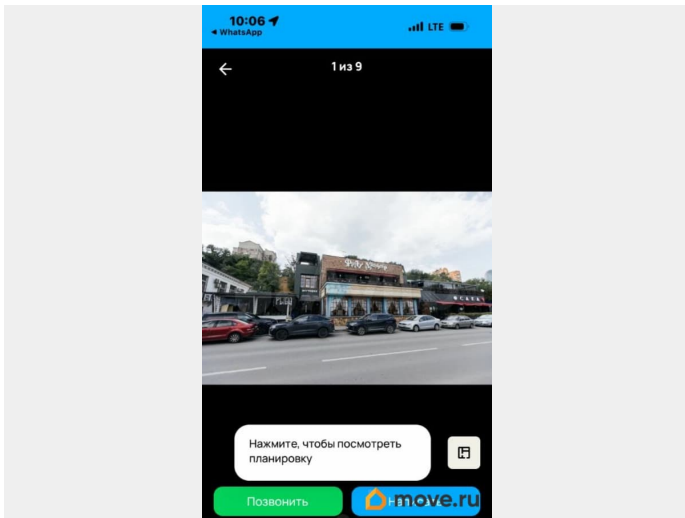 10:06
WhatsApp
LTE
1 из 9
Нажмите, чтобы посмотреть
планировку
Позвонить
move.ru